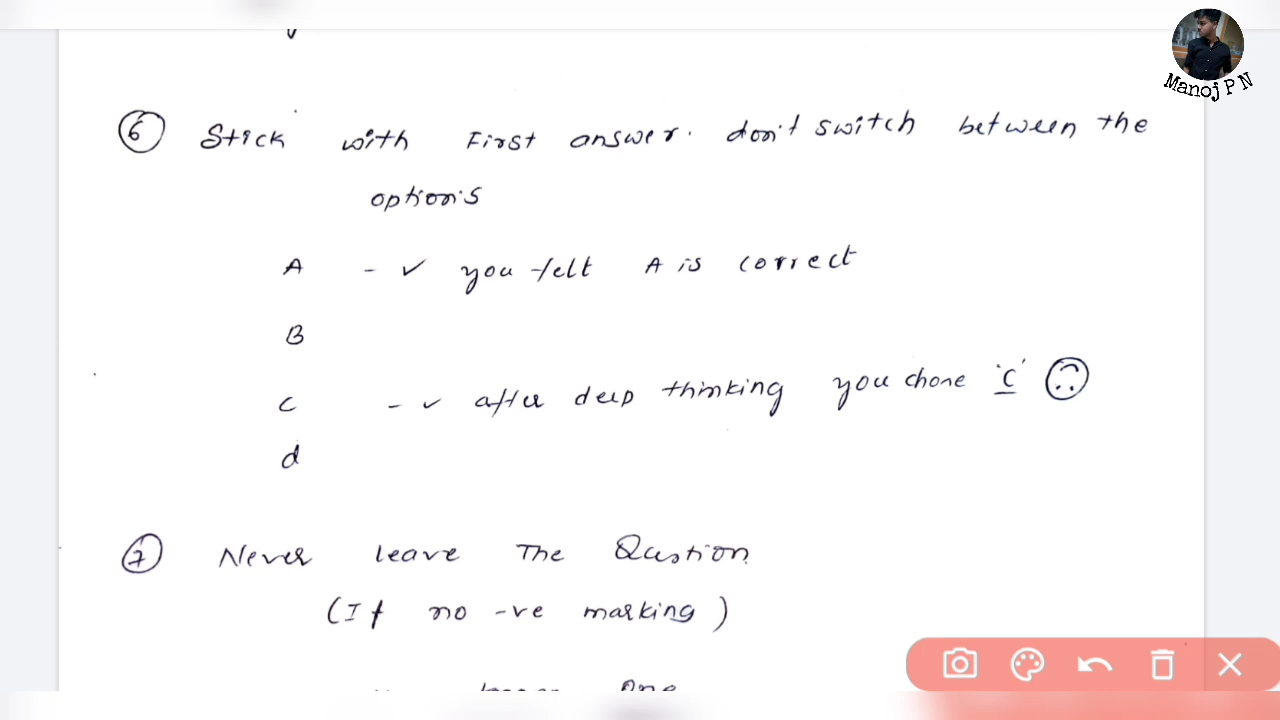 Manoj P N
6 Stick with First answer. don't switch between the
options
A - ✓ you felt A is correct
B
C - ✓ after deep thinking you chose 'C'
d
7 Never leave The Question
(If no -ve marking)
one